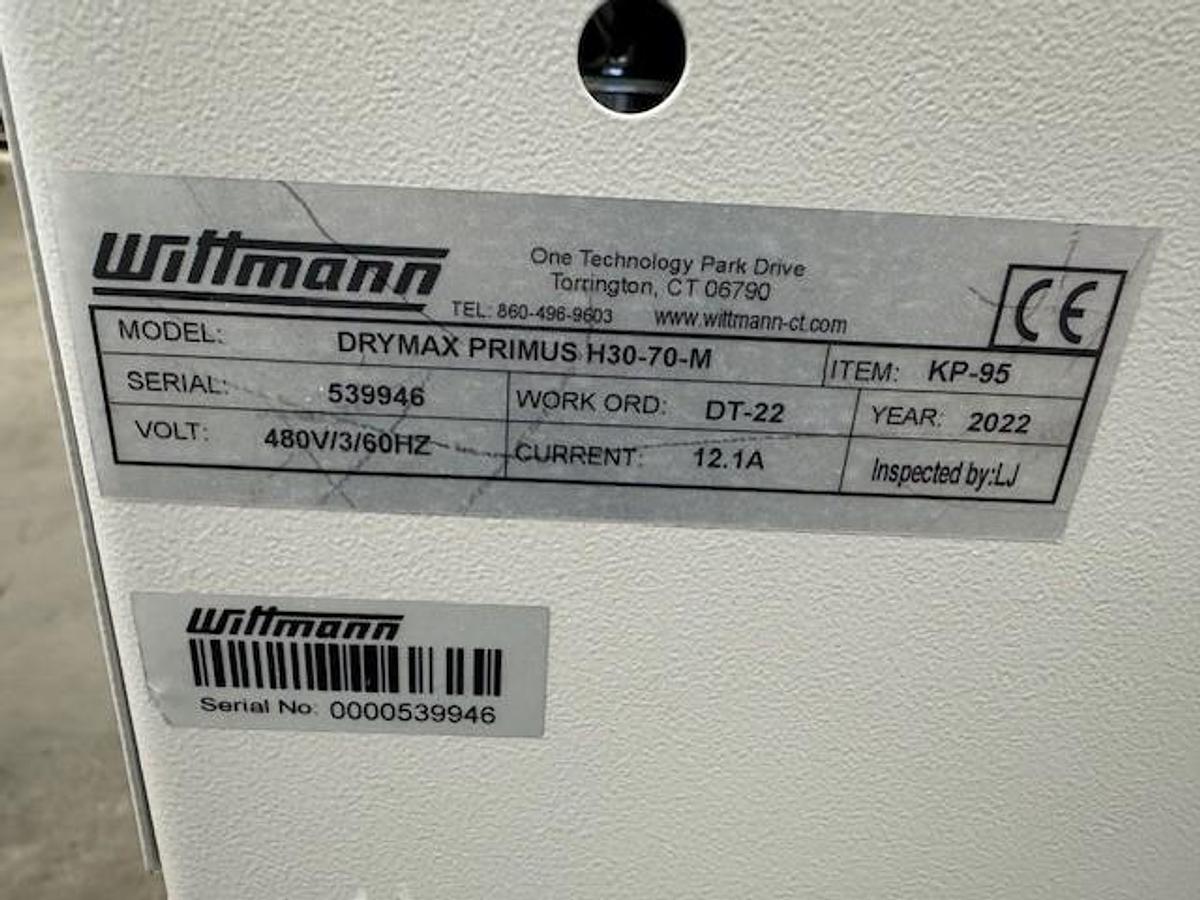 Wittmann
One Technology Park Drive
Torrington, CT 06790
TEL: 860-496-9603 www.wittmann-ct.com
CE
MODEL: DRYMAX PRIMUS H30-70-M ITEM: KP-95
SERIAL: 539946 WORK ORD: DT-22 YEAR: 2022
VOLT: 480V/3/60HZ CURRENT: 12.1A Inspected by:LJ
Wittmann
Serial No: 0000539946